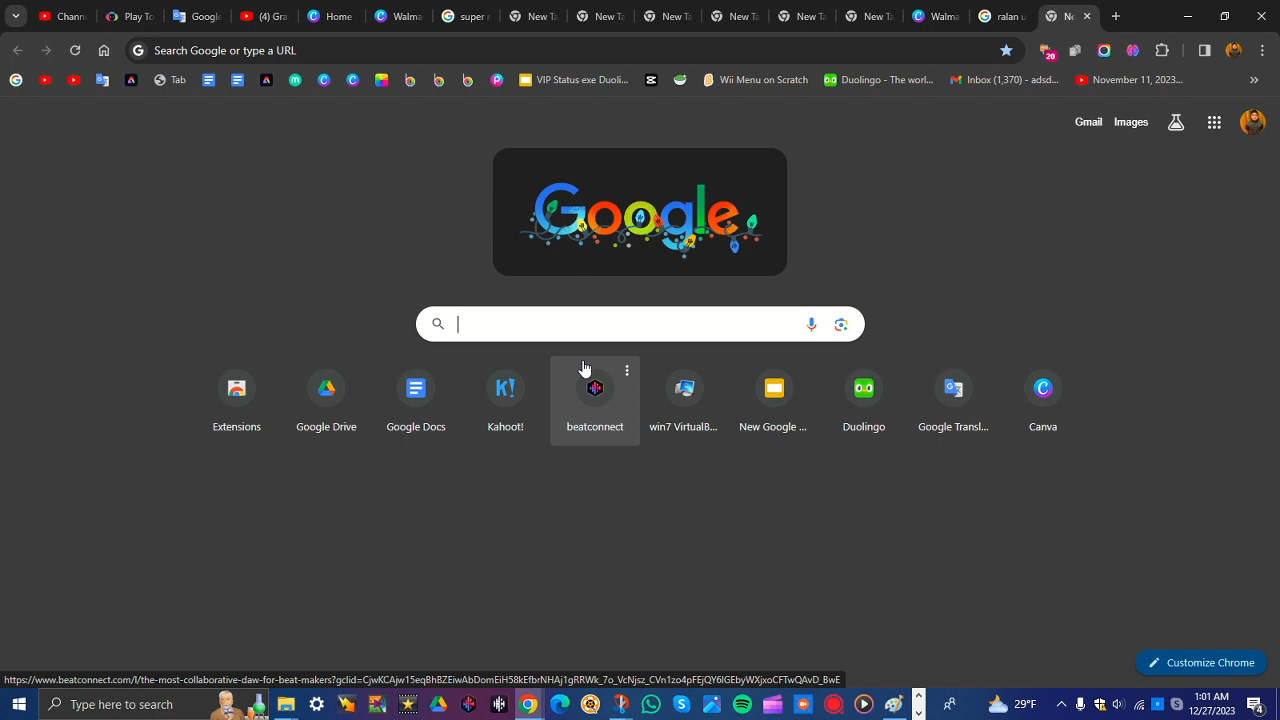 Chann
Play To
Google
(4) Gra
Home
Walma
super r
New Ta
New Ta
New Ta
New Ta
New Ta
New Ta
Walma
ralan u
Ne
Search Google or type a URL
20
Tab
VIP Status exe Duoli...
Wii Menu on Scratch
Duolingo - The worl...
Inbox (1,370) - adsd...
November 11, 2023...
Gmail Images
Google
Extensions
Google Drive
Google Docs
K!
Kahoot!
beatconnect
win7 VirtualB...
New Google ...
Duolingo
Google Transl...
Canva
Customize Chrome
https://www.beatconnect.com/l/the-most-collaborative-daw-for-beat-makers?gclid=CjwKCAjw15eqBhBZEiwAbDomEiH58kEfbrNHAj1gRRWk_7o_VcNjsz_CVn1zo4pFEjQY6lGEbyWXjxoCFTwQAvD_BwE
Type here to search
29°F
1:01 AM
12/27/2023
4